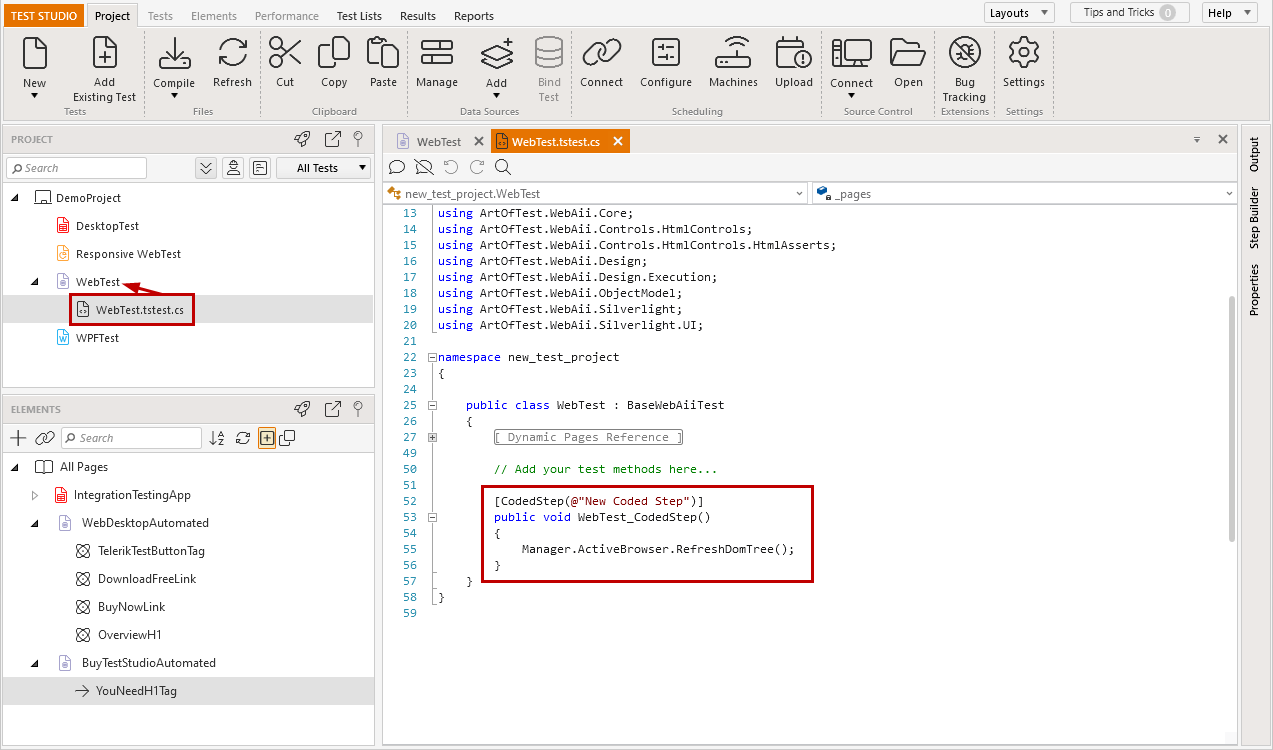 TEST STUDIO Project Tests Elements Performance Test Lists Results Reports Layouts Tips and Tricks 0 Help
New Add Existing Test Compile Refresh Cut Copy Paste Manage Add Bind Test Connect Configure Machines Upload Connect Open Bug Tracking Settings
Tests Files Clipboard Data Sources Scheduling Source Control Extensions Settings
PROJECT
Search All Tests
DemoProject
DesktopTest
Responsive WebTest
WebTest
WebTest.tstest.cs
WPFTest
ELEMENTS
Search
All Pages
IntegrationTestingApp
WebDesktopAutomated
TelerikTestButtonTag
DownloadFreeLink
BuyNowLink
OverviewH1
BuyTestStudioAutomated
YouNeedH1Tag
WebTest WebTest.tstest.cs
new_test_project.WebTest _pages
13 using ArtOfTest.WebAii.Core;
14 using ArtOfTest.WebAii.Controls.HtmlControls;
15 using ArtOfTest.WebAii.Controls.HtmlControls.HtmlAsserts;
16 using ArtOfTest.WebAii.Design;
17 using ArtOfTest.WebAii.Design.Execution;
18 using ArtOfTest.WebAii.ObjectModel;
19 using ArtOfTest.WebAii.Silverlight;
20 using ArtOfTest.WebAii.Silverlight.UI;
21
22 namespace new_test_project
23 {
24
25 public class WebTest : BaseWebAiiTest
26 {
27 [ Dynamic Pages Reference ]
49
50 // Add your test methods here...
51
52 [CodedStep(@"New Coded Step")]
53 public void WebTest_CodedStep()
54 {
55 Manager.ActiveBrowser.RefreshDomTree();
56 }
57 }
58 }
59
Output
Step Builder
Properties